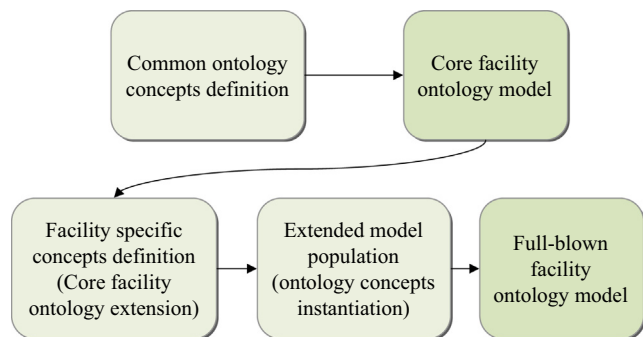 Common ontology
concepts definition
Core facility
ontology model
Facility specific
concepts definition
(Core facility
ontology extension)
Extended model
population
(ontology concepts
instantiation)
Full-blown
facility
ontology model